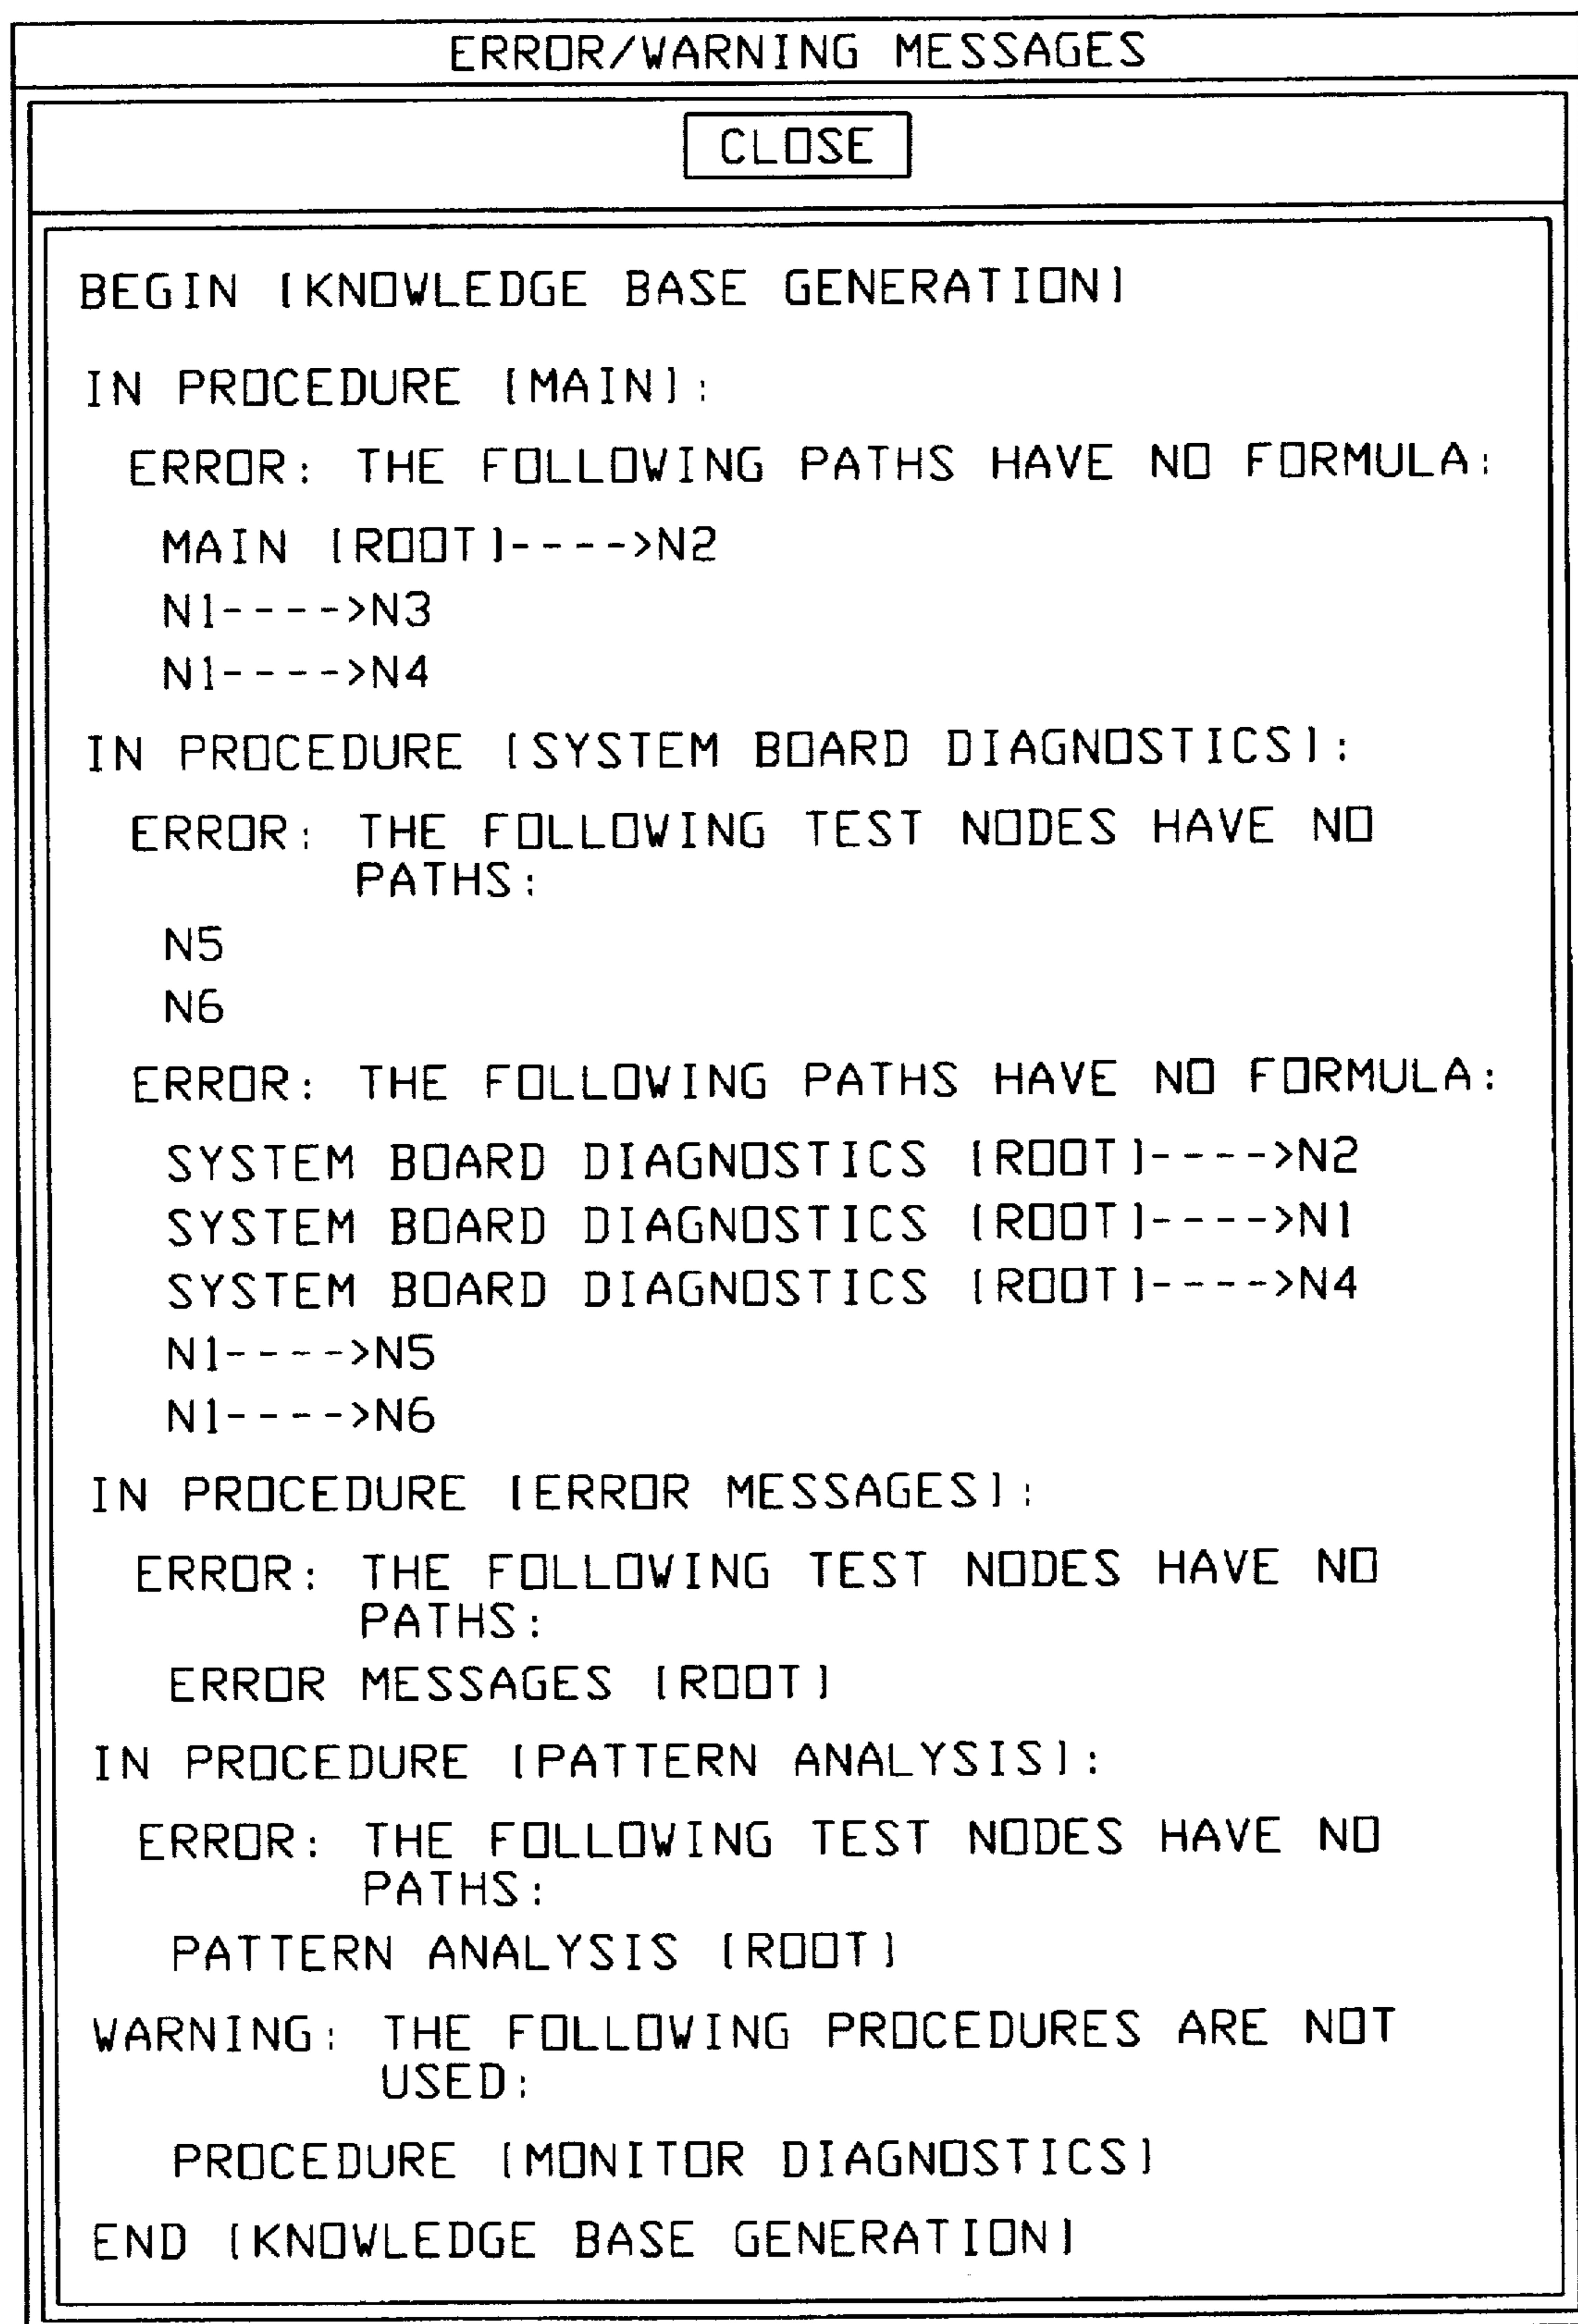 ERROR/WARNING MESSAGES
CLOSE
BEGIN [KNOWLEDGE BASE GENERATION]
IN PROCEDURE [MAIN]:
ERROR: THE FOLLOWING PATHS HAVE NO FORMULA:
MAIN [ROOT]---->N2
N1---->N3
N1---->N4
IN PROCEDURE [SYSTEM BOARD DIAGNOSTICS]:
ERROR: THE FOLLOWING TEST NODES HAVE NO
PATHS:
N5
N6
ERROR: THE FOLLOWING PATHS HAVE NO FORMULA:
SYSTEM BOARD DIAGNOSTICS [ROOT]---->N2
SYSTEM BOARD DIAGNOSTICS [ROOT]---->N1
SYSTEM BOARD DIAGNOSTICS [ROOT]---->N4
N1---->N5
N1---->N6
IN PROCEDURE [ERROR MESSAGES]:
ERROR: THE FOLLOWING TEST NODES HAVE NO
PATHS:
ERROR MESSAGES [ROOT]
IN PROCEDURE [PATTERN ANALYSIS]:
ERROR: THE FOLLOWING TEST NODES HAVE NO
PATHS:
PATTERN ANALYSIS [ROOT]
WARNING: THE FOLLOWING PROCEDURES ARE NOT
USED:
PROCEDURE [MONITOR DIAGNOSTICS]
END [KNOWLEDGE BASE GENERATION]